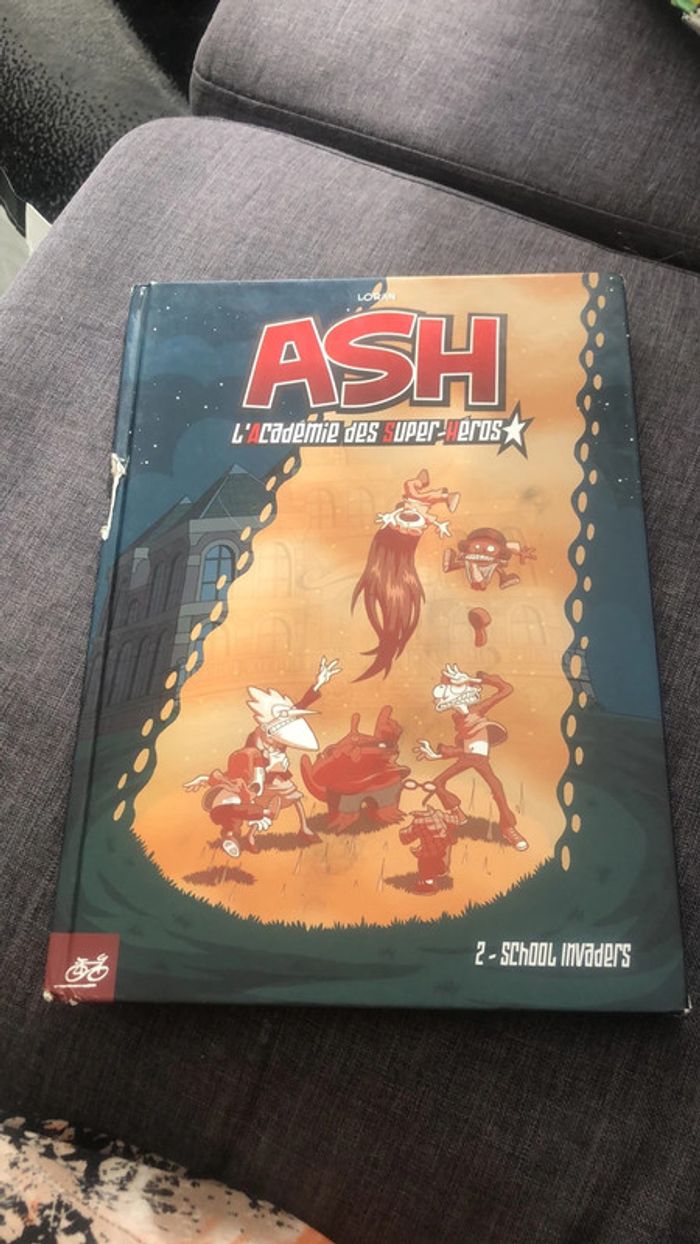 LORAN
ASH
L'Académie des Super-Héros
2 - School Invaders